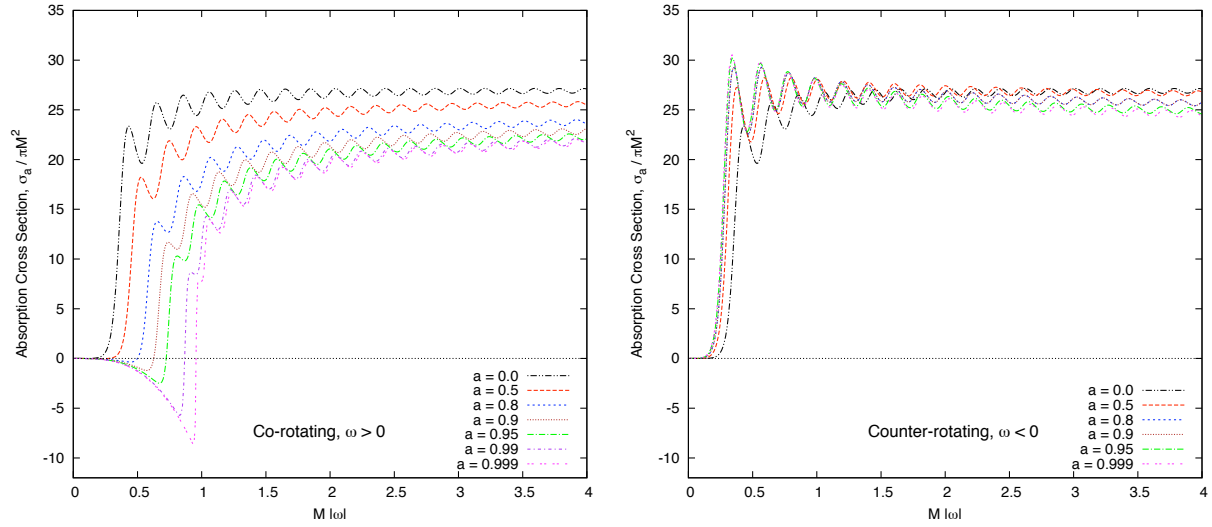 35
30
25
20
15
10
5
0
-5
-10
0
0.5
1
1.5
2
2.5
3
3.5
4
Absorption Cross Section, σa / πM²
M |ω|
a = 0.0
a = 0.5
a = 0.8
a = 0.9
a = 0.95
a = 0.99
a = 0.999
Co-rotating, ω > 0
35
30
25
20
15
10
5
0
-5
-10
0
0.5
1
1.5
2
2.5
3
3.5
4
Absorption Cross Section, σa / πM²
M |ω|
a = 0.0
a = 0.5
a = 0.8
a = 0.9
a = 0.95
a = 0.999
Counter-rotating, ω < 0